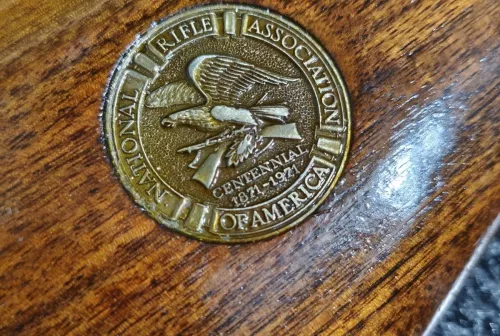 NATIONAL RIFLE ASSOCIATION OF AMERICA
CENTENNIAL
1871-1971